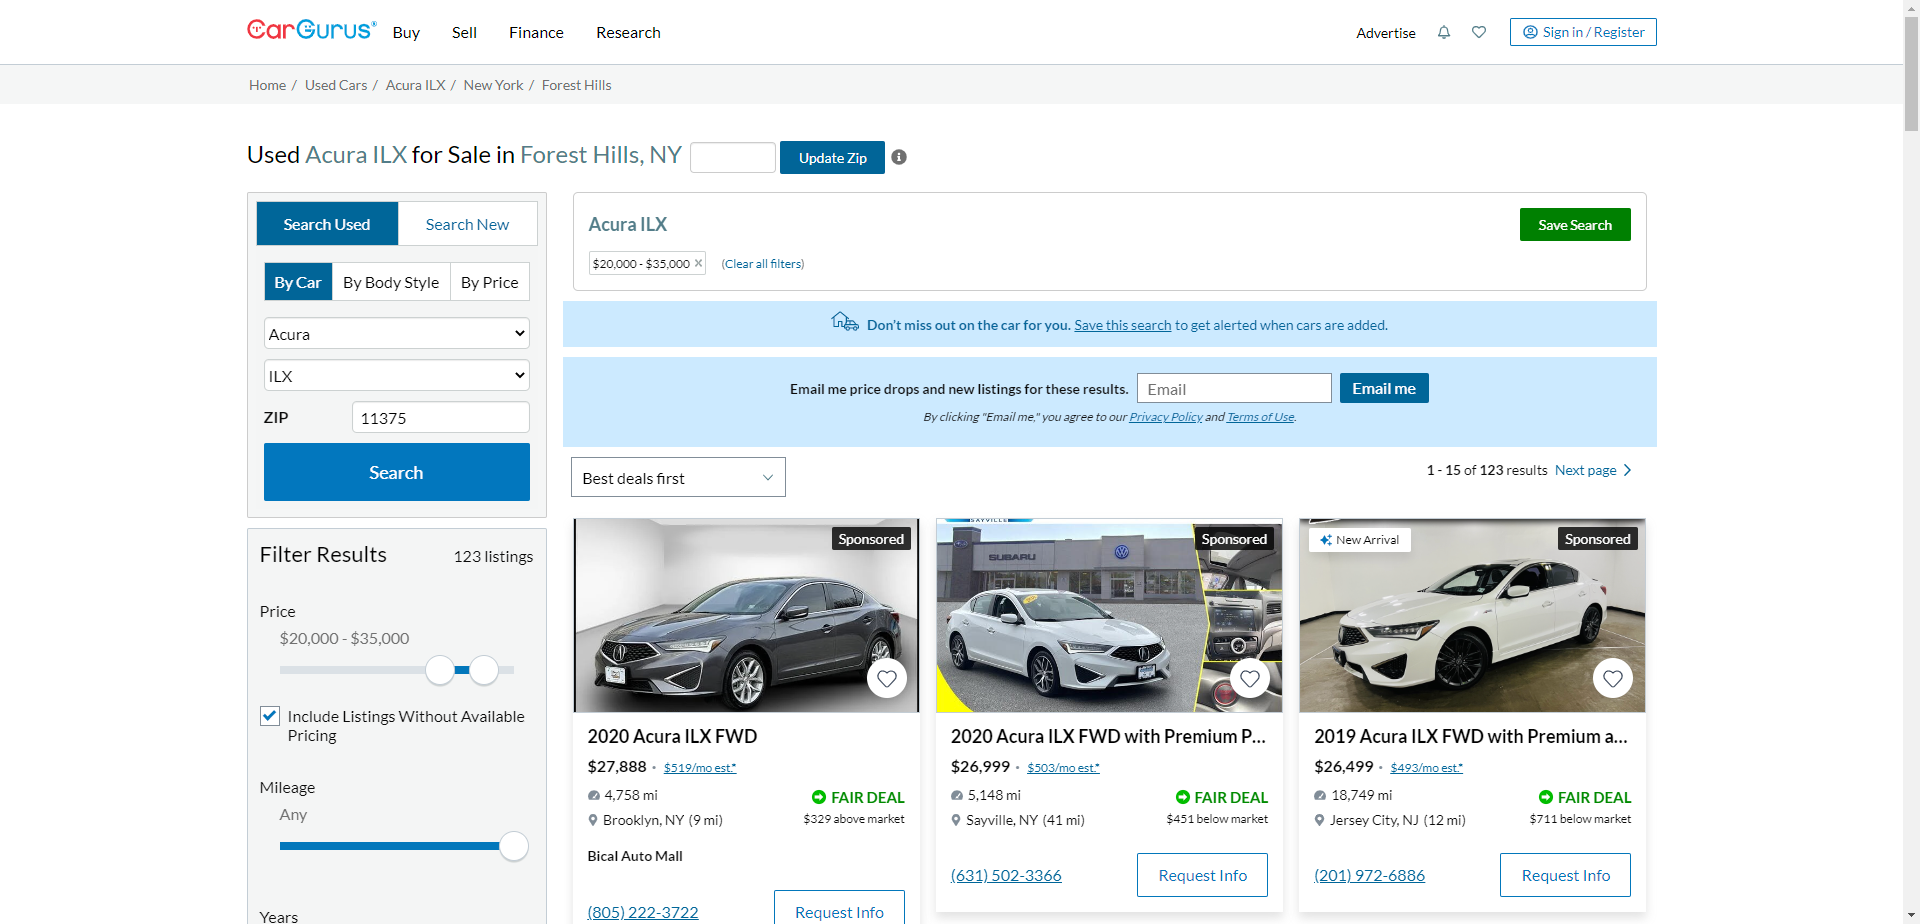 CarGurus
Buy
Sell
Finance
Research
Advertise
Sign in / Register
Home / Used Cars / Acura ILX / New York / Forest Hills
Used Acura ILX for Sale in Forest Hills, NY
Update Zip
Search Used
Search New
By Car
By Body Style
By Price
Acura
ILX
ZIP
11375
Search
Filter Results
123 listings
Price
$20,000 - $35,000
Include Listings Without Available
Pricing
Mileage
Any
Years
Acura ILX
Save Search
$20,000 - $35,000
(Clear all filters)
Don't miss out on the car for you. Save this search to get alerted when cars are added.
Email me price drops and new listings for these results.
Email
Email me
By clicking "Email me," you agree to our Privacy Policy and Terms of Use.
Best deals first
1 - 15 of 123 results
Next page
Sponsored
2020 Acura ILX FWD
$27,888 · $519/mo est.*
4,758 mi
FAIR DEAL
Brooklyn, NY (9 mi)
$329 above market
Bical Auto Mall
(805) 222-3722
Request Info
SAYVILLE
SUBARU
Sponsored
2020 Acura ILX FWD with Premium P...
$26,999 · $503/mo est.*
5,148 mi
FAIR DEAL
Sayville, NY (41 mi)
$451 below market
(631) 502-3366
Request Info
New Arrival
Sponsored
2019 Acura ILX FWD with Premium a...
$26,499 · $493/mo est.*
18,749 mi
FAIR DEAL
Jersey City, NJ (12 mi)
$711 below market
(201) 972-6886
Request Info